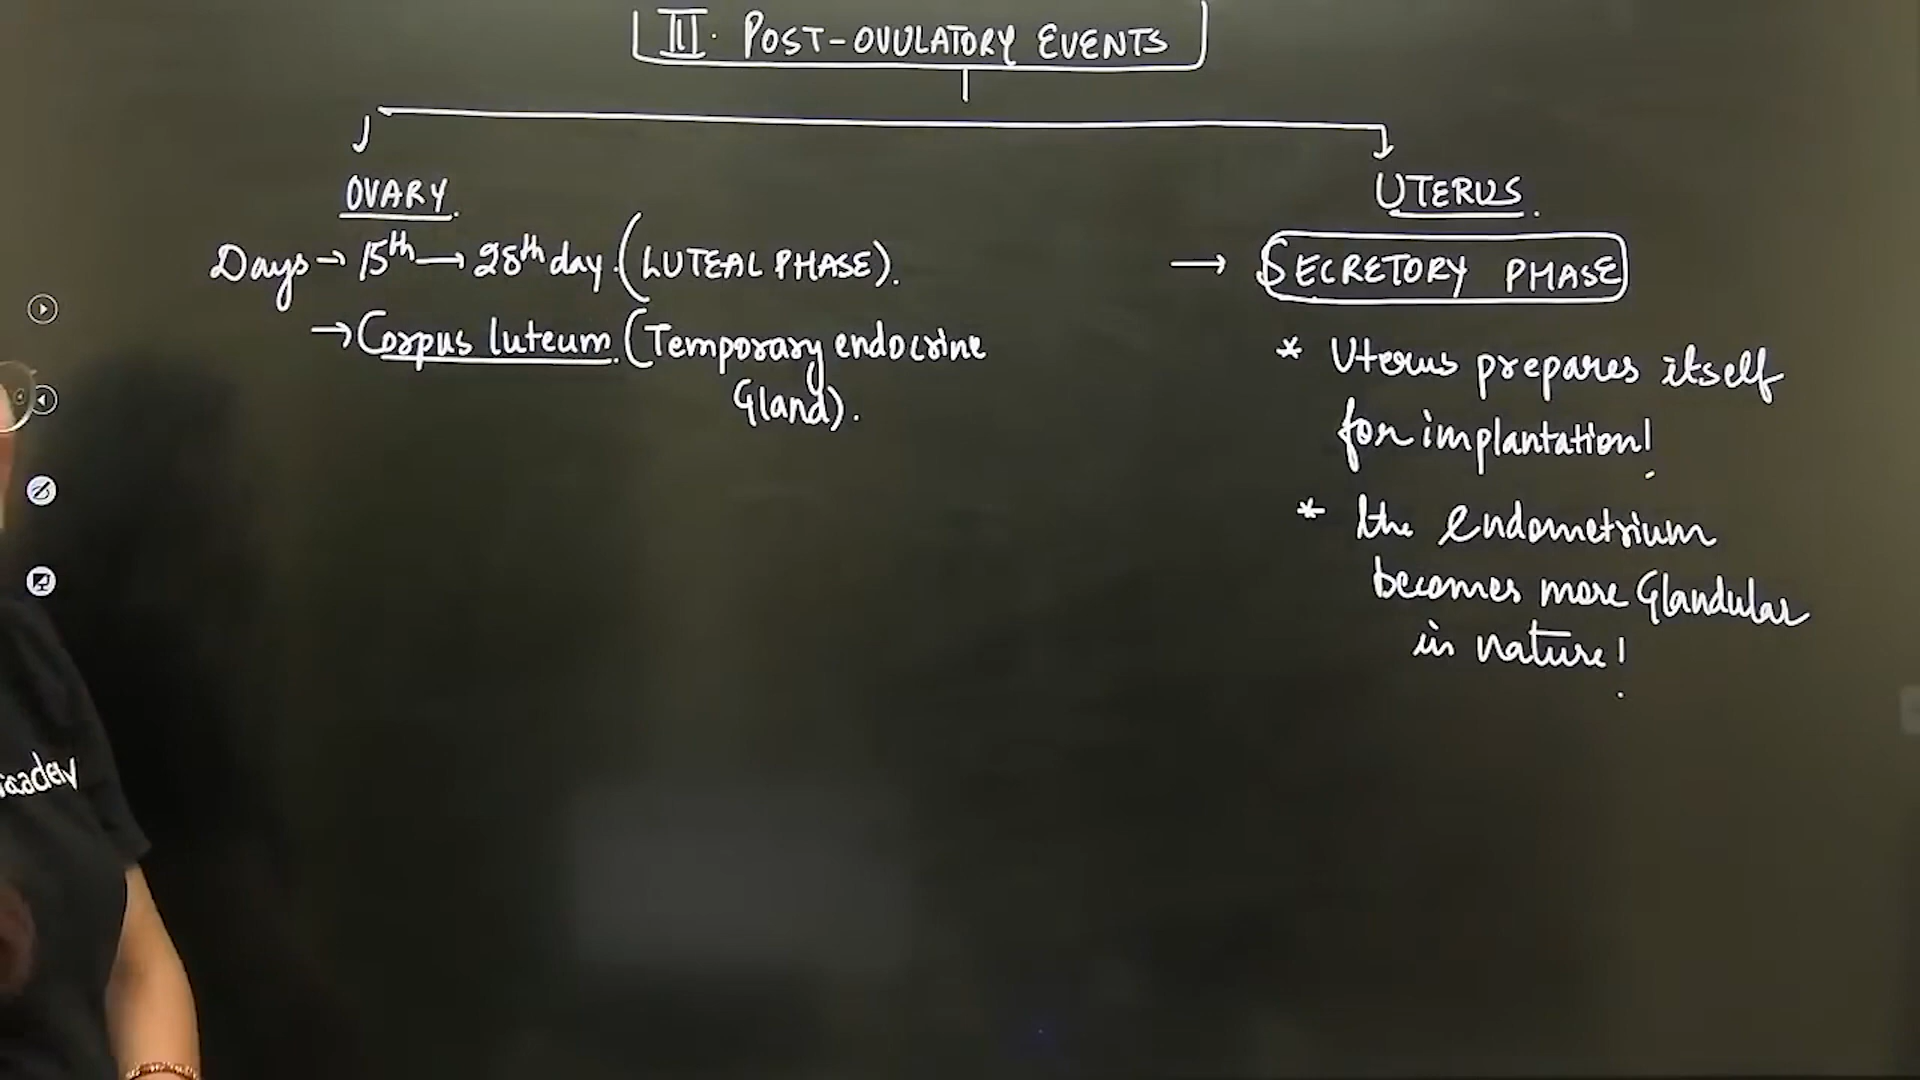 III. POST-OVULATORY EVENTS
OVARY.
Days → 15th → 28th day. (LUTEAL PHASE).
→ Corpus luteum. (Temporary endocrine
Gland).
UTERUS.
→ SECRETORY PHASE
* Uterus prepares itself
for implantation!
* the endometrium
becomes more Glandular
in nature!